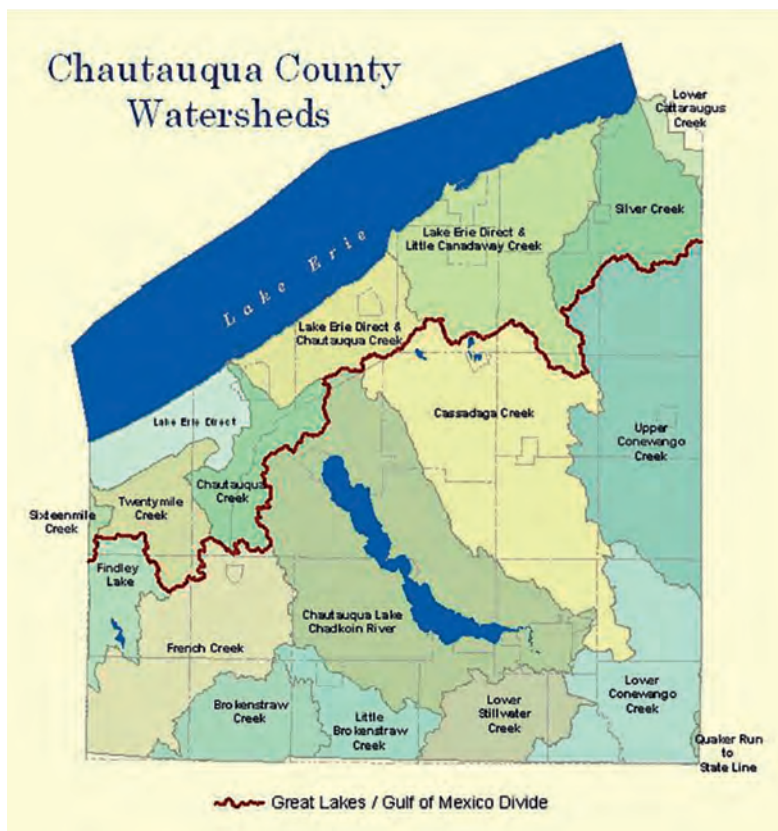 Chautauqua County
Watersheds
Lower
Cattaraugus
Creek
Silver Creek
Lake Erie Direct &
Little Canadaway Creek
Lake Erie
Lake Erie Direct &
Chautauqua Creek
Lake Erie Direct
Cassadaga Creek
Upper
Conewango
Creek
Chautauqua
Creek
Twentymile
Creek
Sixteenmile
Creek
Findley
Lake
Chautauqua Lake
Chadkoin River
French Creek
Brokenstraw
Creek
Little
Brokenstraw
Creek
Lower
Stillwater
Creek
Lower
Conewango
Creek
Quaker Run
to
State Line
Great Lakes / Gulf of Mexico Divide